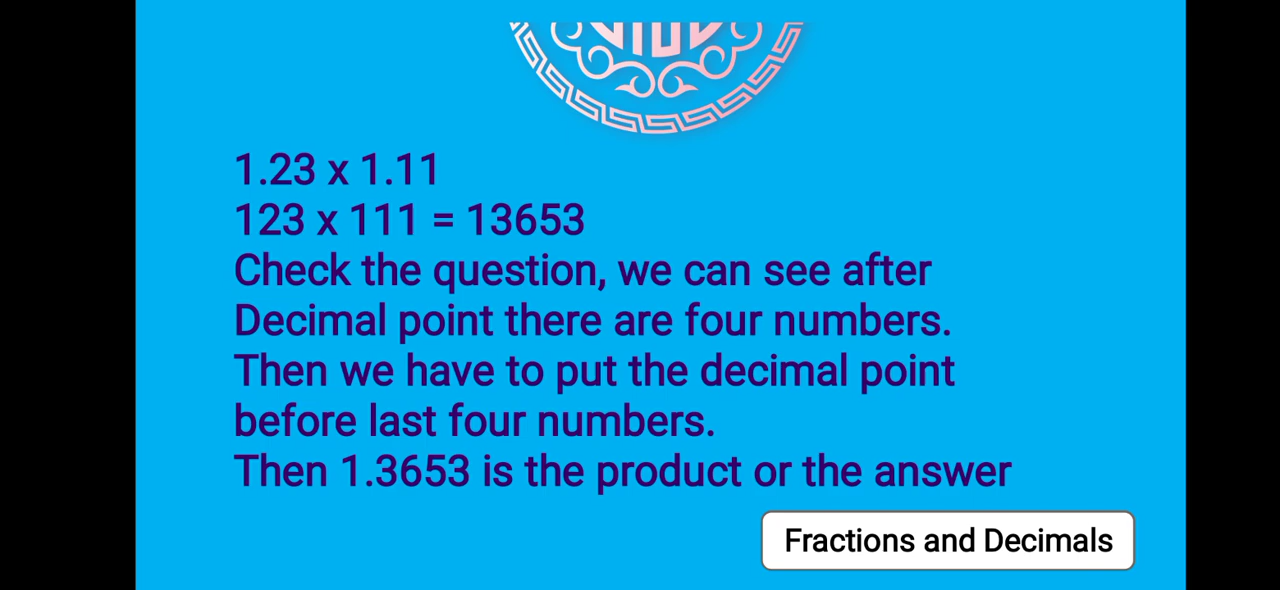 1.23 x 1.11
123 x 111 = 13653
Check the question, we can see after
Decimal point there are four numbers.
Then we have to put the decimal point
before last four numbers.
Then 1.3653 is the product or the answer
Fractions and Decimals